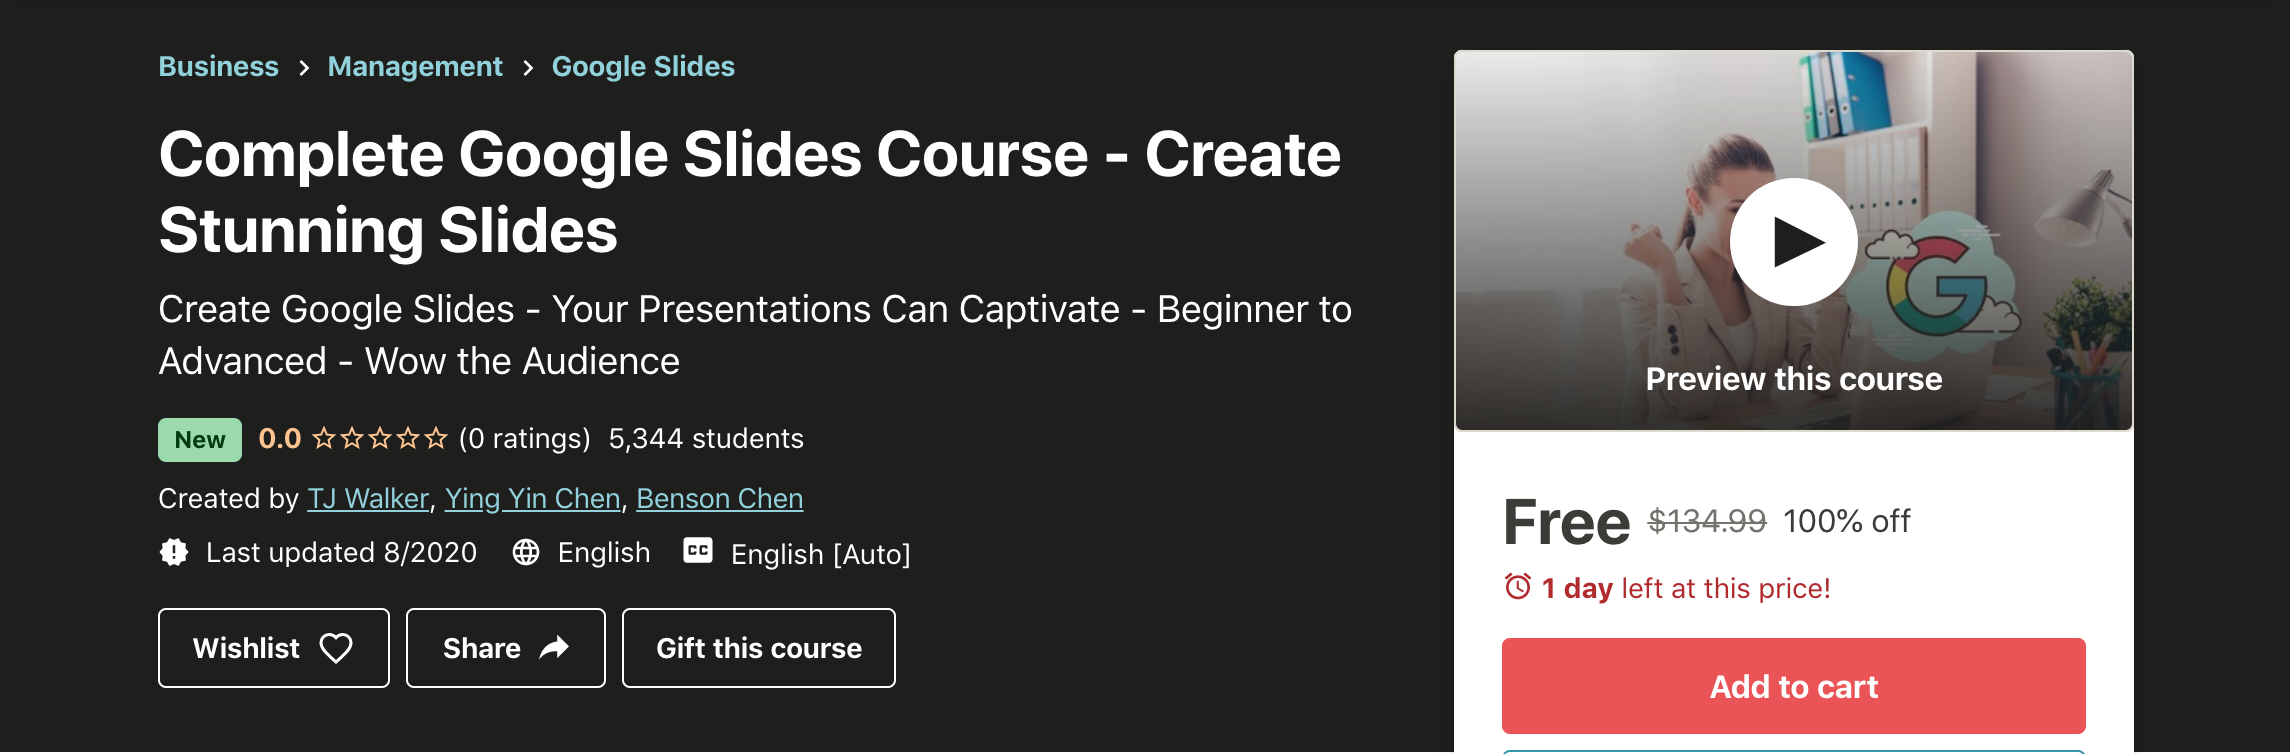 Business > Management > Google Slides
Complete Google Slides Course - Create
Stunning Slides
Create Google Slides - Your Presentations Can Captivate - Beginner to
Advanced - Wow the Audience
New 0.0 (0 ratings) 5,344 students
Created by TJ Walker, Ying Yin Chen, Benson Chen
Last updated 8/2020 English CC English [Auto]
Wishlist Share Gift this course
G
Preview this course
Free $134.99 100% off
1 day left at this price!
Add to cart